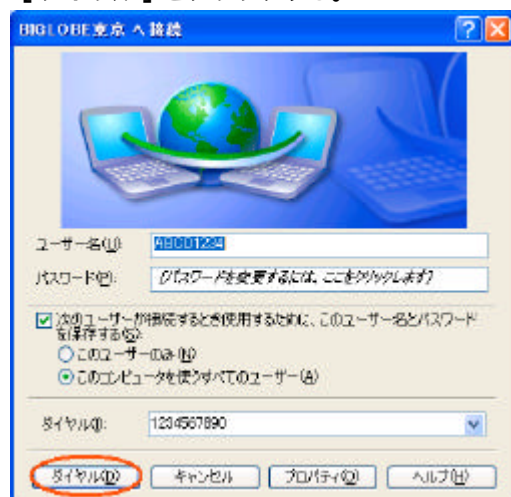 BIGLOBE東京 へ接続
ユーザー名(U):
ABCD1234
パスワード(P):
[パスワードを変更するには、ここをクリックします]
次のユーザーが接続するとき使用するために、このユーザー名とパスワード
を保存する(S):
このユーザーのみ(N)
このコンピュータを使うすべてのユーザー(A)
ダイヤル(I):
1234567890
ダイヤル(D)
キャンセル
プロパティ(O)
ヘルプ(H)